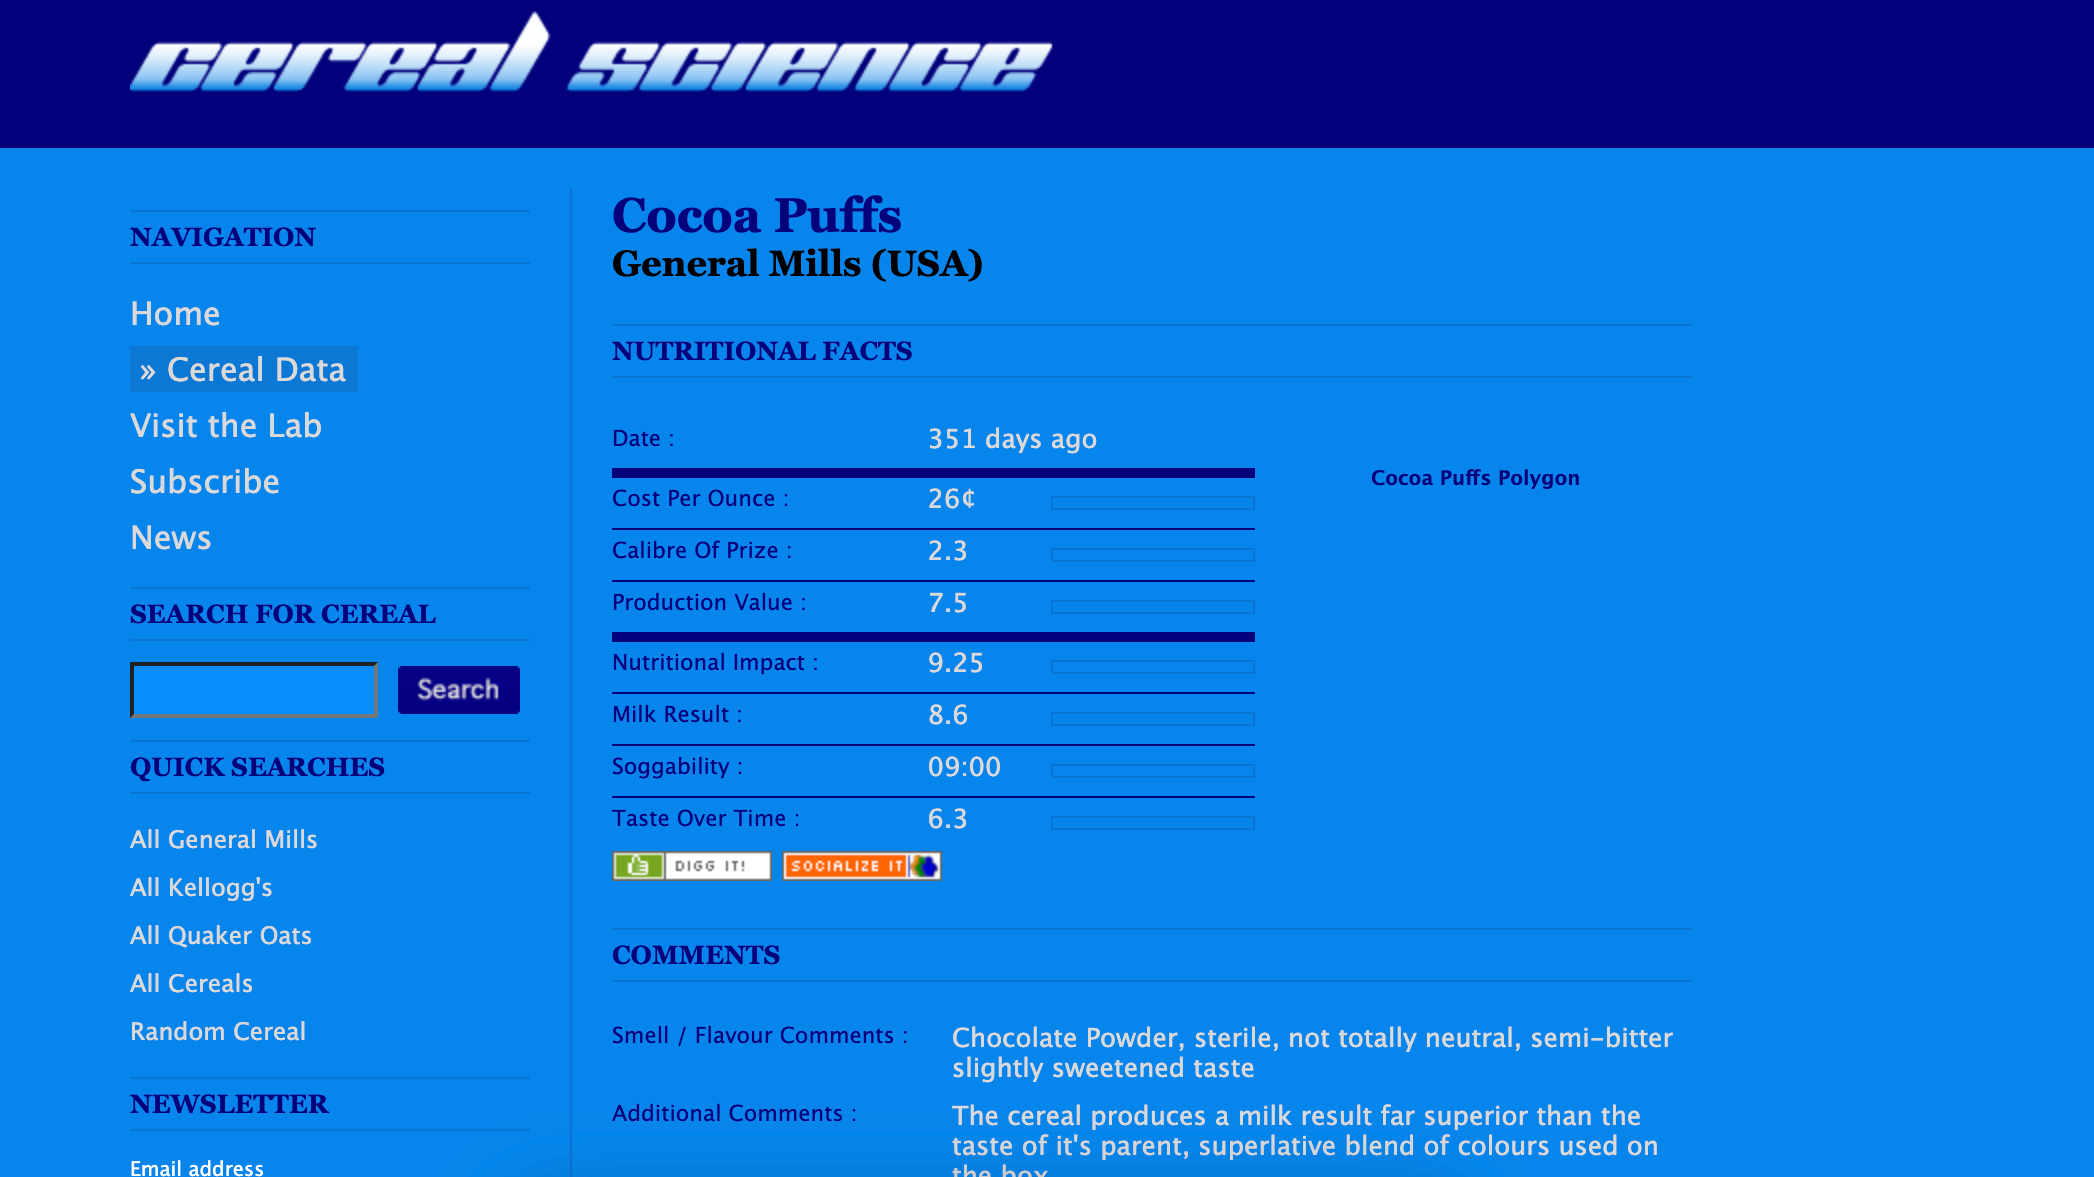 cereal science
NAVIGATION
Home
» Cereal Data
Visit the Lab
Subscribe
News
SEARCH FOR CEREAL
Search
QUICK SEARCHES
All General Mills
All Kellogg's
All Quaker Oats
All Cereals
Random Cereal
NEWSLETTER
Email address
Cocoa Puffs
General Mills (USA)
NUTRITIONAL FACTS
Date : 351 days ago
Cost Per Ounce : 26¢
Calibre Of Prize : 2.3
Production Value : 7.5
Nutritional Impact : 9.25
Milk Result : 8.6
Soggability : 09:00
Taste Over Time : 6.3
Cocoa Puffs Polygon
DIGG IT! SOCIALIZE IT
COMMENTS
Smell / Flavour Comments : Chocolate Powder, sterile, not totally neutral, semi-bitter
slightly sweetened taste
Additional Comments : The cereal produces a milk result far superior than the
taste of it's parent, superlative blend of colours used on
the box